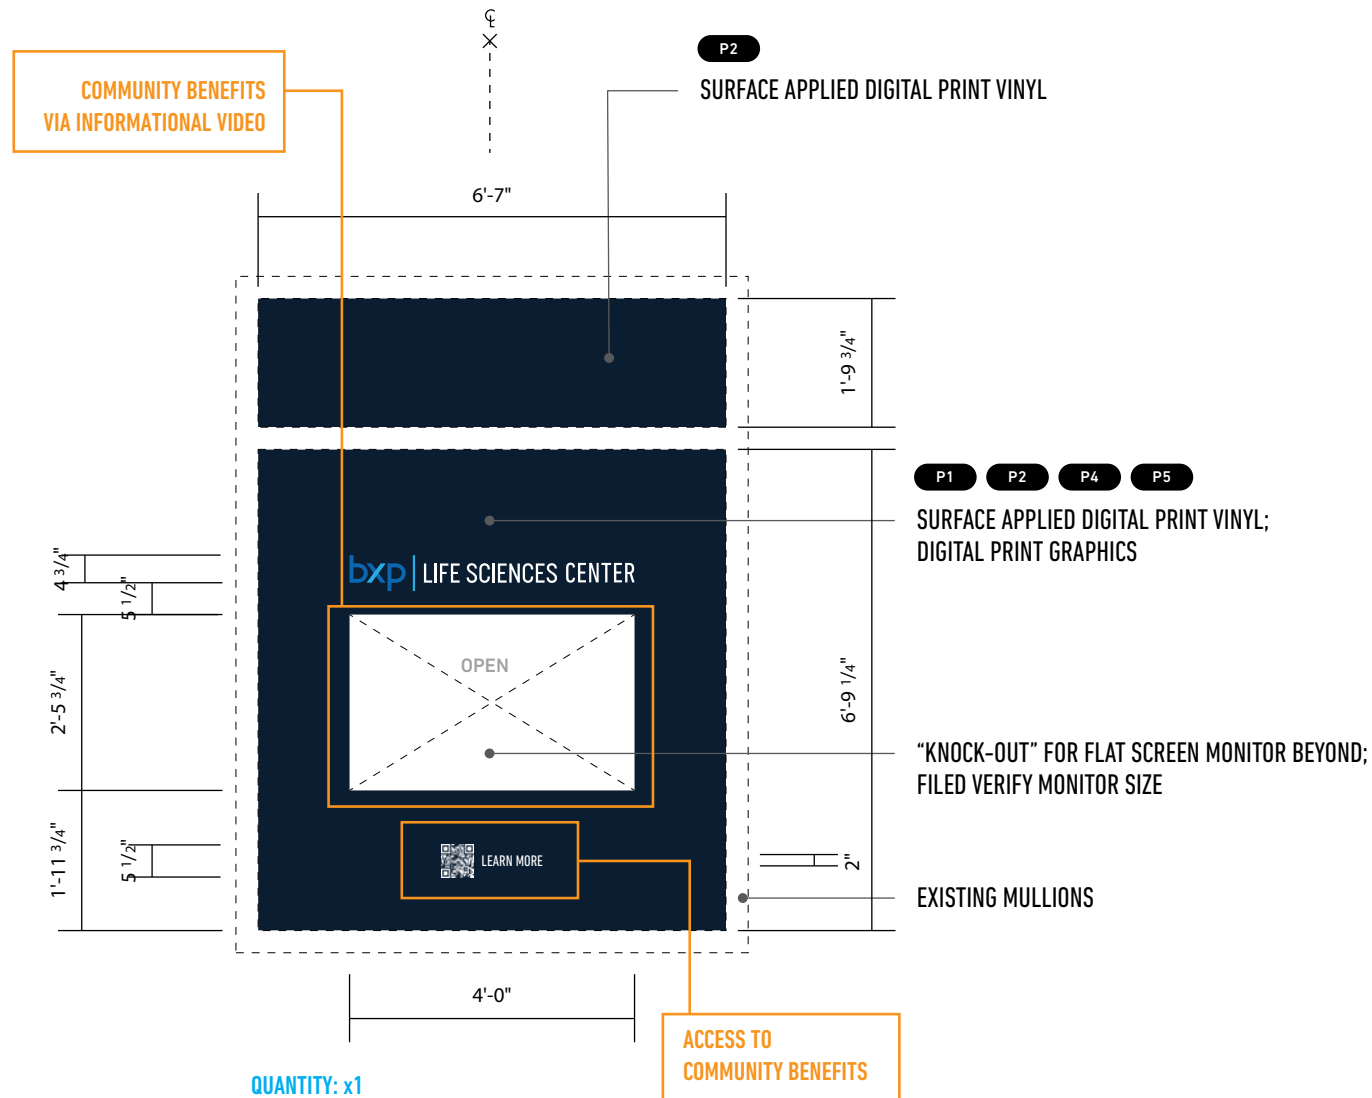 ℄
P2
SURFACE APPLIED DIGITAL PRINT VINYL
COMMUNITY BENEFITS
VIA INFORMATIONAL VIDEO
6'-7"
1'-9 3/4"
P1 P2 P4 P5
SURFACE APPLIED DIGITAL PRINT VINYL;
DIGITAL PRINT GRAPHICS
4 3/4"
5 1/2"
bxp | LIFE SCIENCES CENTER
OPEN
2'-5 3/4"
6'-9 1/4"
“KNOCK-OUT” FOR FLAT SCREEN MONITOR BEYOND;
FILED VERIFY MONITOR SIZE
1'-11 3/4"
5 1/2"
LEARN MORE
2"
EXISTING MULLIONS
4'-0"
ACCESS TO
COMMUNITY BENEFITS
QUANTITY: x1